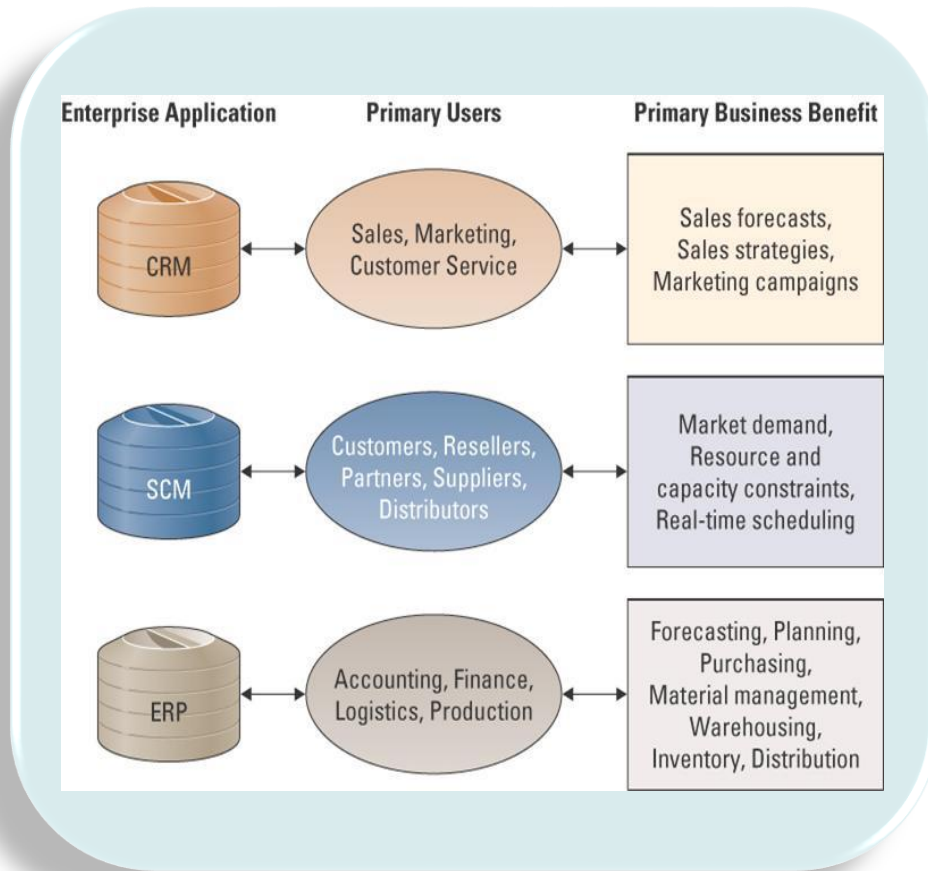 Enterprise Application
Primary Users
Primary Business Benefit
CRM
Sales, Marketing,
Customer Service
Sales forecasts,
Sales strategies,
Marketing campaigns
SCM
Customers, Resellers,
Partners, Suppliers,
Distributors
Market demand,
Resource and
capacity constraints,
Real-time scheduling
ERP
Accounting, Finance,
Logistics, Production
Forecasting, Planning,
Purchasing,
Material management,
Warehousing,
Inventory, Distribution